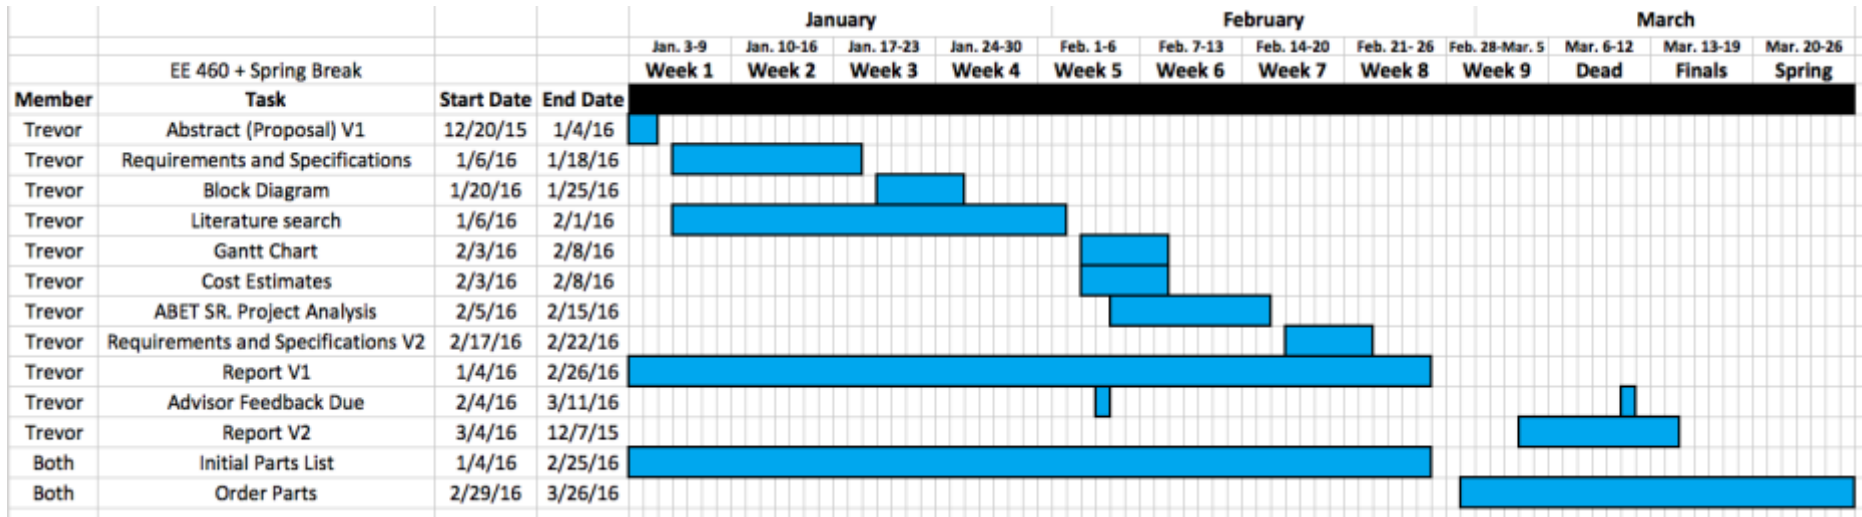 January February March
Jan. 3-9 Jan. 10-16 Jan. 17-23 Jan. 24-30 Feb. 1-6 Feb. 7-13 Feb. 14-20 Feb. 21- 26 Feb. 28-Mar. 5 Mar. 6-12 Mar. 13-19 Mar. 20-26
EE 460 + Spring Break Week 1 Week 2 Week 3 Week 4 Week 5 Week 6 Week 7 Week 8 Week 9 Dead Finals Spring
Member Task Start Date End Date
Trevor Abstract (Proposal) V1 12/20/15 1/4/16
Trevor Requirements and Specifications 1/6/16 1/18/16
Trevor Block Diagram 1/20/16 1/25/16
Trevor Literature search 1/6/16 2/1/16
Trevor Gantt Chart 2/3/16 2/8/16
Trevor Cost Estimates 2/3/16 2/8/16
Trevor ABET SR. Project Analysis 2/5/16 2/15/16
Trevor Requirements and Specifications V2 2/17/16 2/22/16
Trevor Report V1 1/4/16 2/26/16
Trevor Advisor Feedback Due 2/4/16 3/11/16
Trevor Report V2 3/4/16 12/7/15
Both Initial Parts List 1/4/16 2/25/16
Both Order Parts 2/29/16 3/26/16